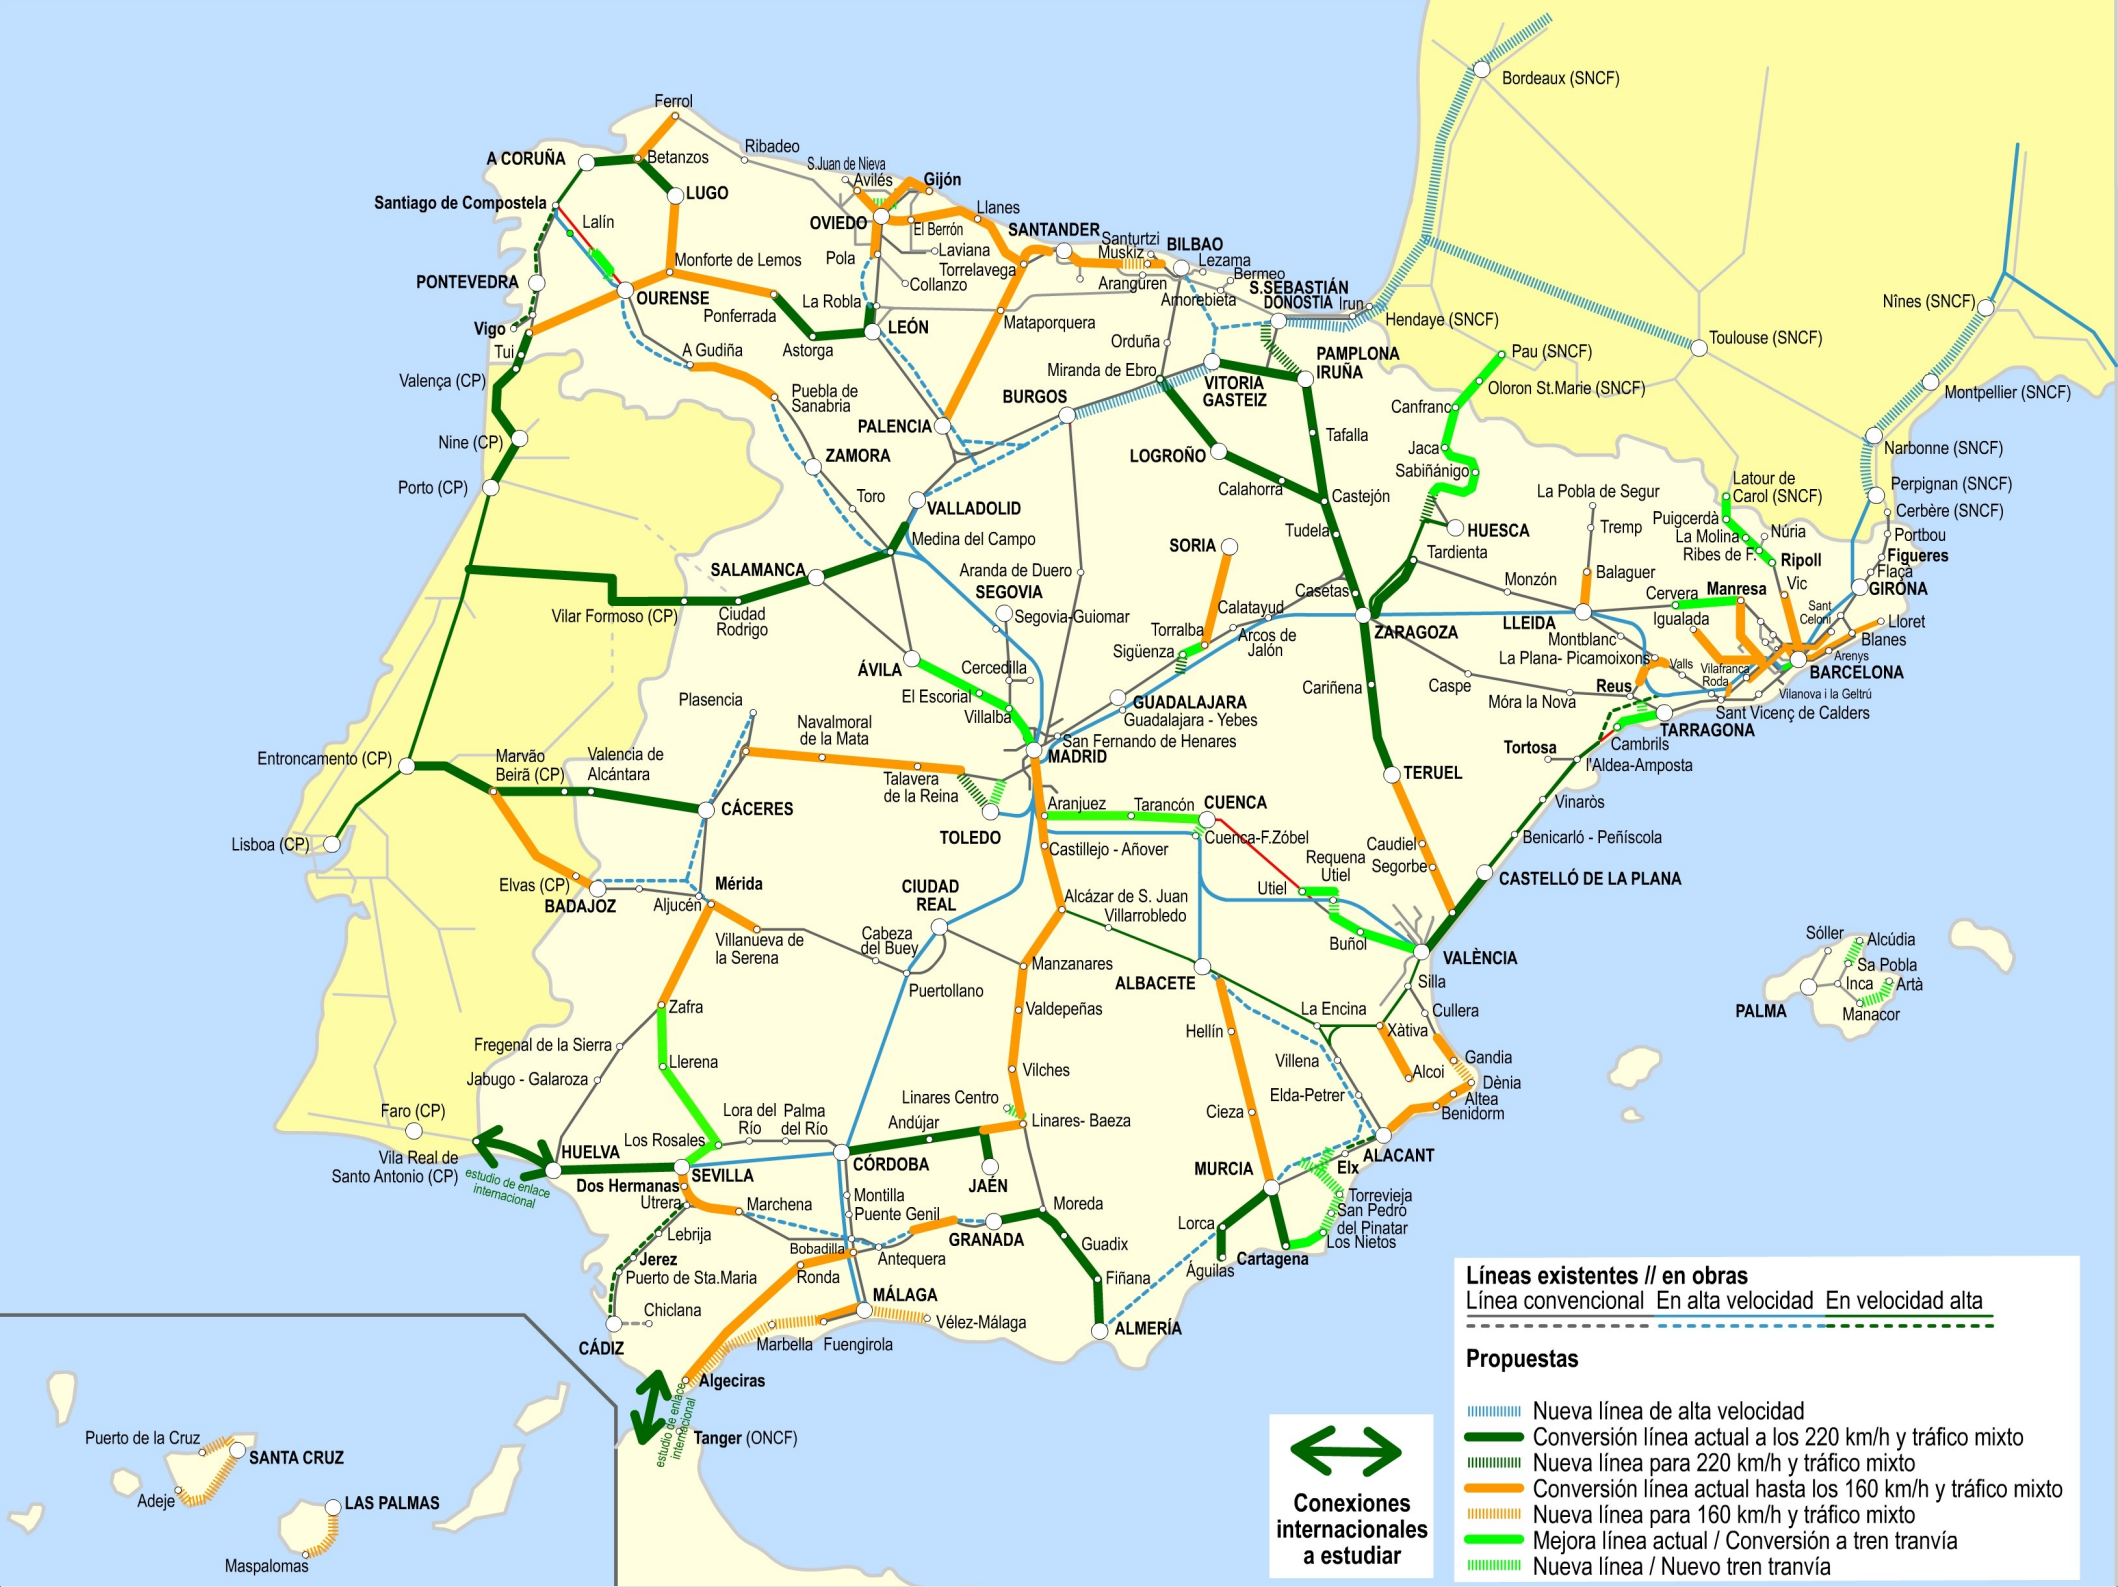 Ferrol
A CORUÑA
Betanzos
Ribadeo
S.Juan de Nieva
Avilés
Gijón
Santiago de Compostela
LUGO
Lalín
OVIEDO
El Berrón
Llanes
SANTANDER
Santurtzi
Muskiz
BILBAO
Lezama
Laviana
Pola
Torrelavega
Collanzo
Aranguren
Bermeo
Amorebieta
S.SEBASTIÁN
DONOSTIA
Irun
Hendaye (SNCF)
Bordeaux (SNCF)
Toulouse (SNCF)
Nînes (SNCF)
Montpellier (SNCF)
Narbonne (SNCF)
Perpignan (SNCF)
Cerbère (SNCF)
Portbou
Figueres
Flaçà
GIRONA
PONTEVEDRA
OURENSE
Monforte de Lemos
Ponferrada
La Robla
LEÓN
Mataporquera
Vigo
Tui
Valença (CP)
A Gudiña
Astorga
Orduña
Miranda de Ebro
VITORIA
GASTEIZ
PAMPLONA
IRUÑA
Pau (SNCF)
Oloron St.Marie (SNCF)
Canfranc
Jaca
Sabiñánigo
Puebla de
Sanabria
PALENCIA
BURGOS
LOGROÑO
Tafalla
Nine (CP)
Porto (CP)
ZAMORA
Toro
VALLADOLID
Medina del Campo
Calahorra
Castejón
Tudela
HUESCA
Tardienta
La Pobla de Segur
Tremp
Balaguer
Monzón
Latour de
Carol (SNCF)
Puigcerdà
La Molina
Ribes de F.
Núria
Ripoll
Vic
Manresa
Cervera
Igualada
Sant
Celoni
Lloret
Blanes
Arenys
BARCELONA
SALAMANCA
Ciudad
Rodrigo
Vilar Formoso (CP)
SORIA
Aranda de Duero
SEGOVIA
Segovia-Guiomar
Casetas
Calatayud
Torralba
Arcos de
Jalón
Sigüenza
ZARAGOZA
LLEIDA
Montblanc
La Plana- Picamoixons
Valls
Vilafranca
Roda
Vilanova i la Geltrú
Reus
Sant Vicenç de Calders
TARRAGONA
Cambrils
Caspe
Móra la Nova
Cariñena
Tortosa
l'Aldea-Amposta
Vinaròs
Benicarló - Peñíscola
CASTELLÓ DE LA PLANA
ÁVILA
Cercedilla
El Escorial
Villalba
GUADALAJARA
Guadalajara - Yebes
San Fernando de Henares
MADRID
TERUEL
Caudiel
Segorbe
Plasencia
Navalmoral
de la Mata
Talavera
de la Reina
TOLEDO
Aranjuez
Tarancón
CUENCA
Cuenca-F.Zóbel
Castillejo - Añover
Requena
Utiel
Utiel
Buñol
VALÈNCIA
Silla
Cullera
Entroncamento (CP)
Marvão
Beirã (CP)
Valencia de
Alcántara
CÁCERES
Lisboa (CP)
Elvas (CP)
BADAJOZ
Aljucén
Mérida
Villanueva de
la Serena
Cabeza
del Buey
CIUDAD
REAL
Puertollano
Alcázar de S. Juan
Villarrobledo
Manzanares
Valdepeñas
ALBACETE
La Encina
Xàtiva
Hellín
Villena
Alcoi
Gandia
Dènia
Altea
Benidorm
Elda-Petrer
Cieza
Sóller
Alcúdia
Sa Pobla
Inca
Artà
Manacor
PALMA
Zafra
Fregenal de la Sierra
Llerena
Jabugo - Galaroza
Vilches
Linares Centro
Linares- Baeza
Andújar
Lora del
Río
Palma
del Río
Los Rosales
Faro (CP)
Vila Real de
Santo Antonio (CP)
estudio de enlace
internacional
HUELVA
SEVILLA
Dos Hermanas
Utrera
CÓRDOBA
JAÉN
Marchena
Montilla
Puente Genil
Moreda
MURCIA
Elx
ALACANT
Torrevieja
San Pedro
del Pinatar
Los Nietos
Lorca
Cartagena
Águilas
Lebrija
Jerez
Puerto de Sta.Maria
Bobadilla
Antequera
GRANADA
Guadix
Ronda
Fiñana
Chiclana
CÁDIZ
MÁLAGA
Vélez-Málaga
Marbella
Fuengirola
ALMERÍA
Algeciras
estudio de enlace
internacional
Tanger (ONCF)
Puerto de la Cruz
SANTA CRUZ
Adeje
LAS PALMAS
Maspalomas
Conexiones
internacionales
a estudiar
Líneas existentes // en obras
Línea convencional En alta velocidad En velocidad alta
Propuestas
Nueva línea de alta velocidad
Conversión línea actual a los 220 km/h y tráfico mixto
Nueva línea para 220 km/h y tráfico mixto
Conversión línea actual hasta los 160 km/h y tráfico mixto
Nueva línea para 160 km/h y tráfico mixto
Mejora línea actual / Conversión a tren tranvía
Nueva línea / Nuevo tren tranvía